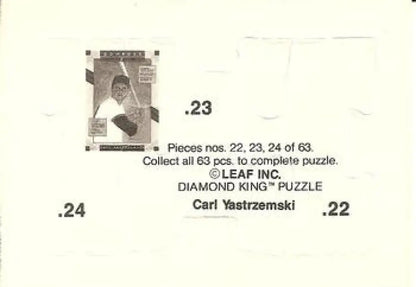 .23
Pieces nos. 22, 23, 24 of 63.
Collect all 63 pcs. to complete puzzle.
©LEAF INC.
DIAMOND KING™ PUZZLE
Carl Yastrzemski
.24
.22